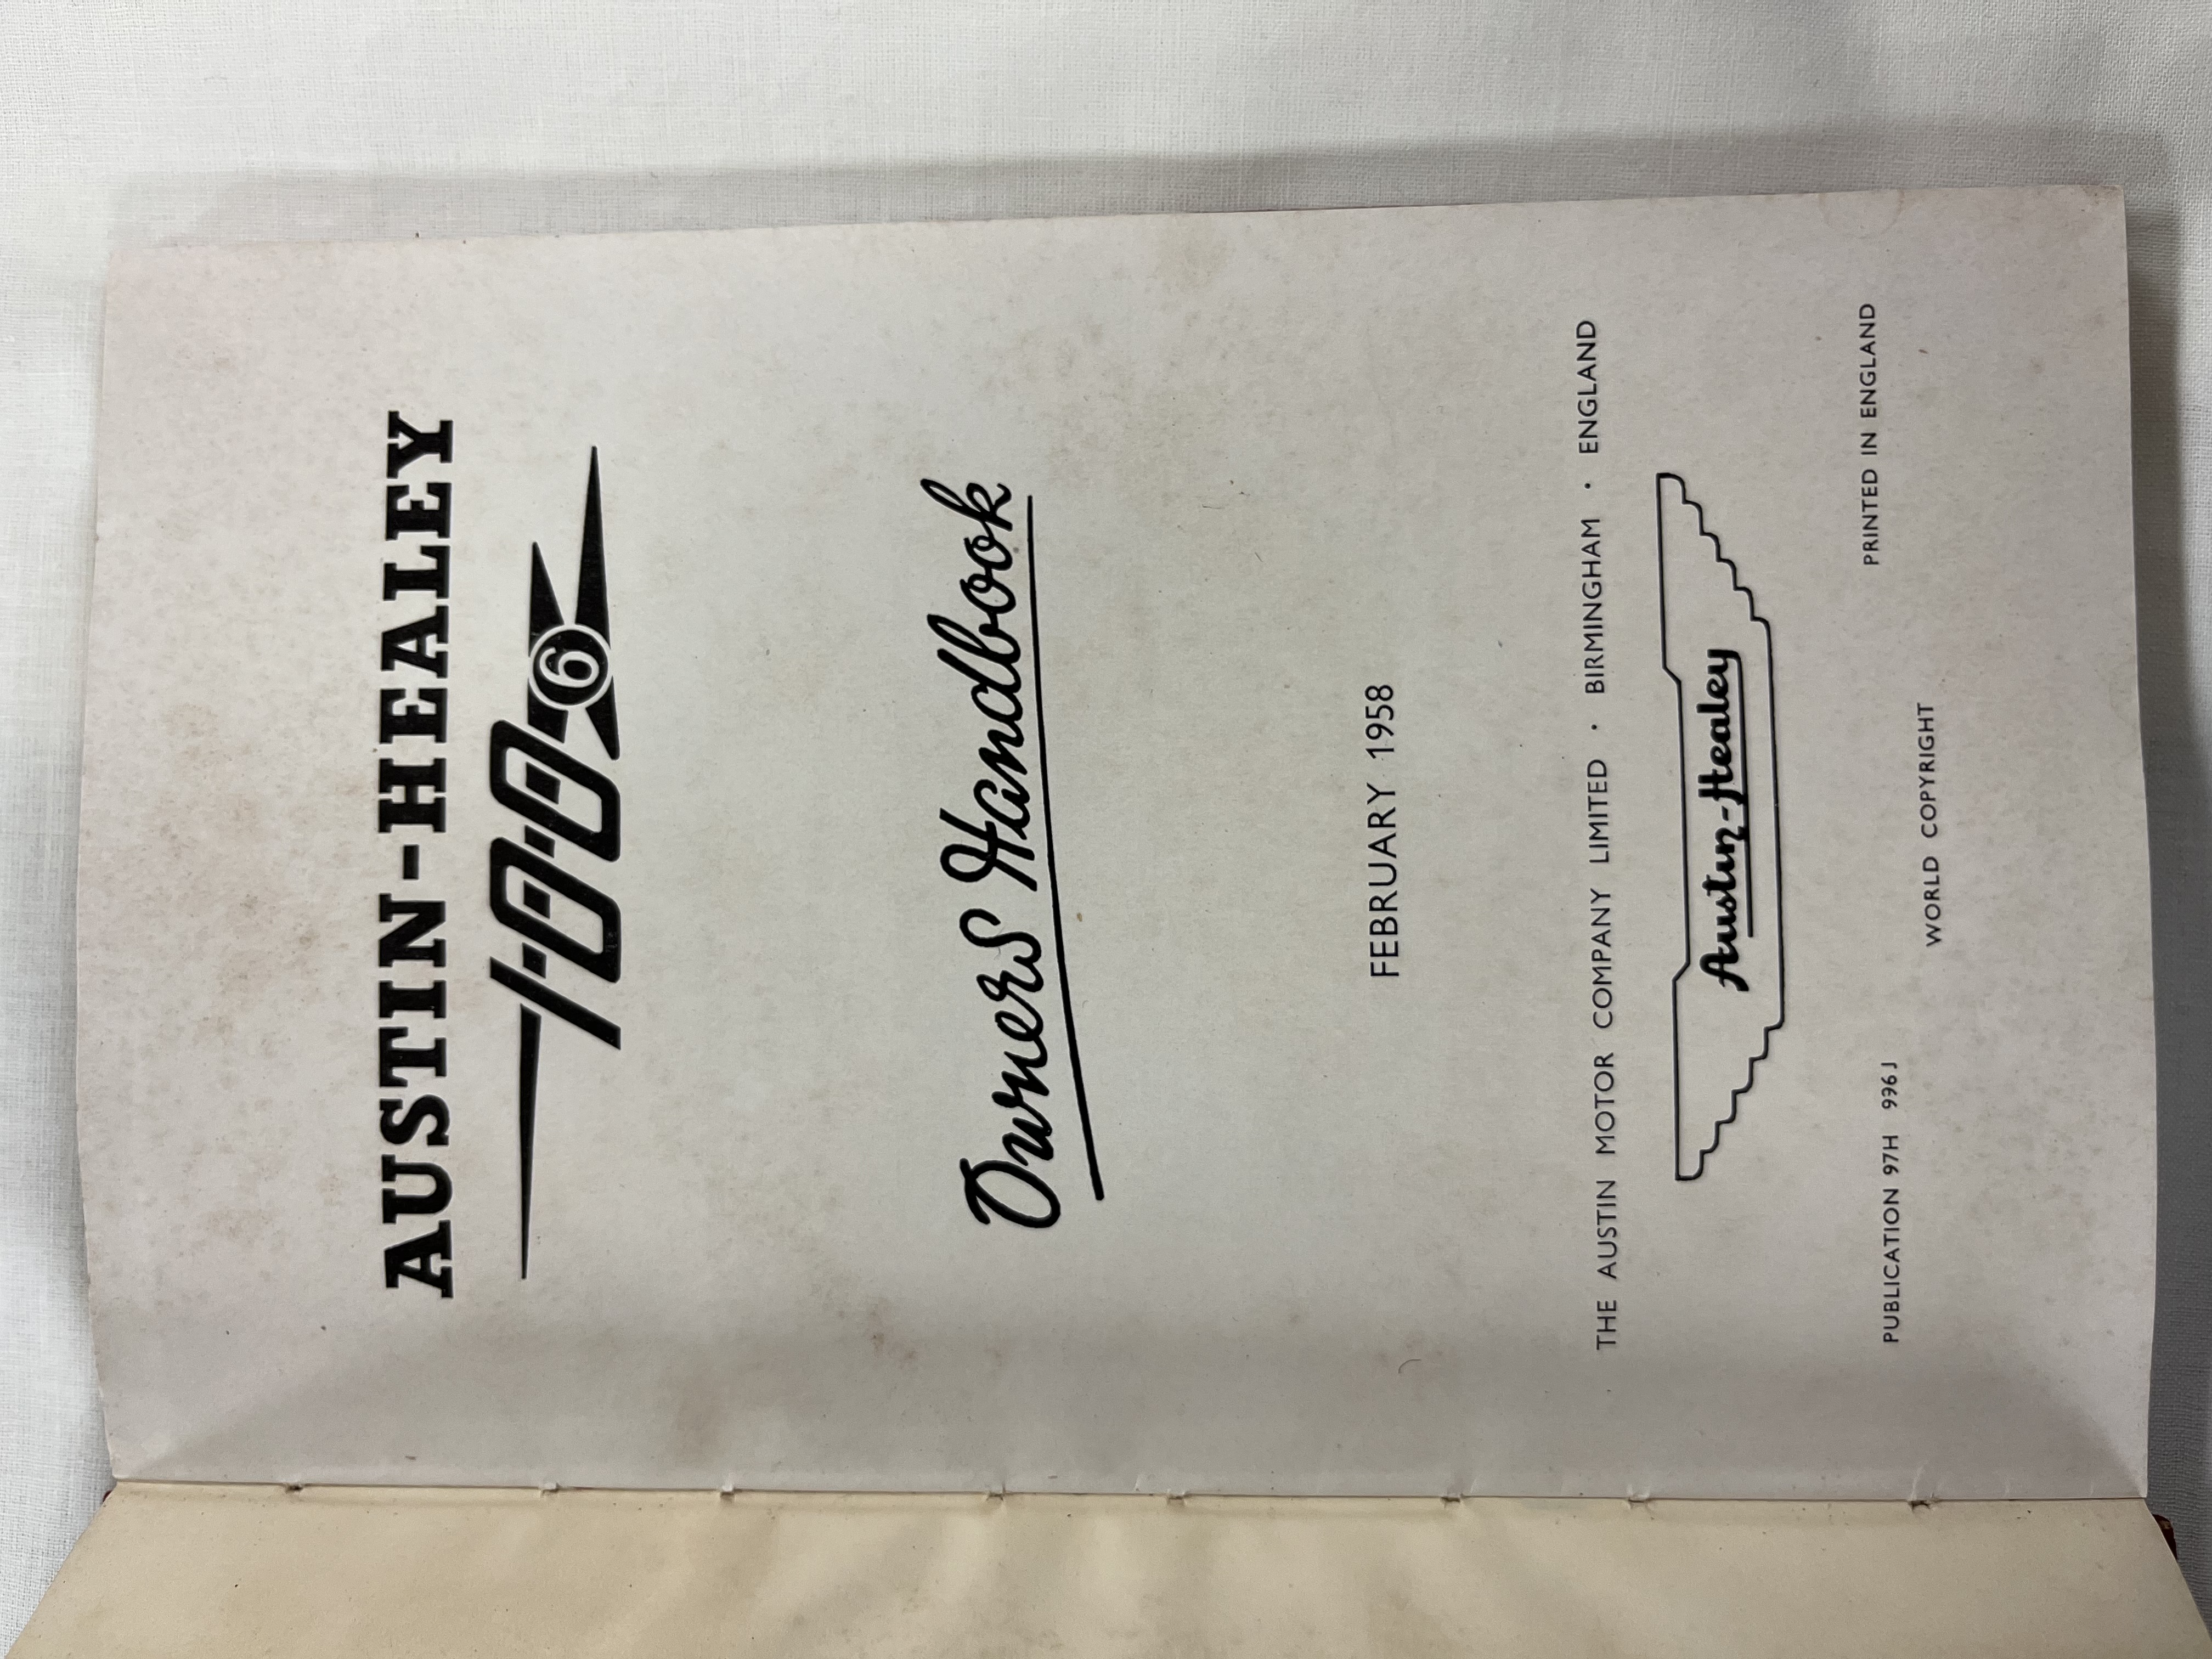 AUSTIN-HEALEY
100 6
Owners Handbook
FEBRUARY 1958
THE AUSTIN MOTOR COMPANY LIMITED · BIRMINGHAM · ENGLAND
Austin-Healey
PUBLICATION 97H 996J PRINTED IN ENGLAND
WORLD COPYRIGHT